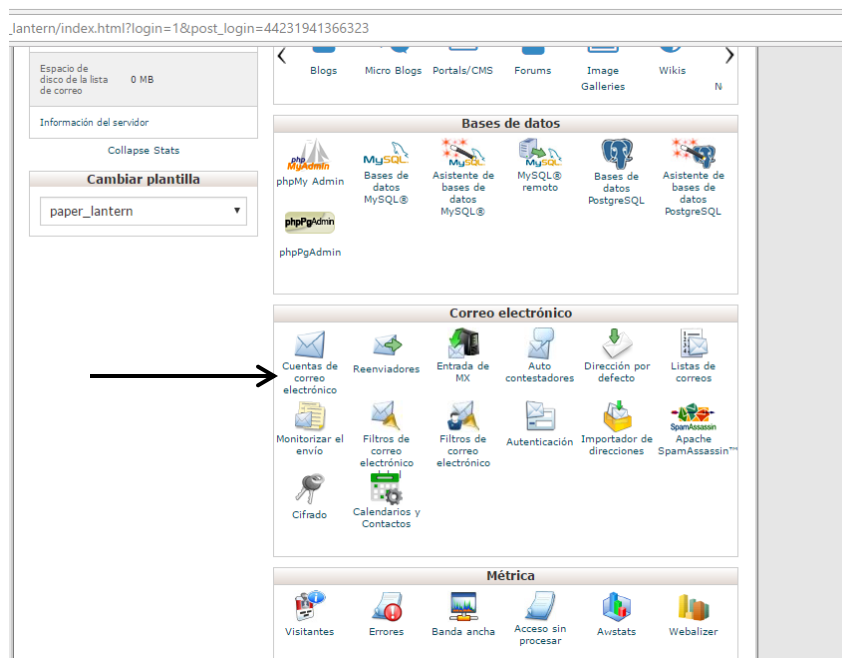 _lantern/index.html?login=1&post_login=44231941366323
Espacio de
disco de la lista
de correo
0 MB
Información del servidor
Collapse Stats
Cambiar plantilla
paper_lantern
Blogs
Micro Blogs
Portals/CMS
Forums
Image
Galleries
Wikis
N
Bases de datos
php
MyAdmin
phpMy Admin
MySQL
Bases de
datos
MySQL®
MySQL
Asistente de
bases de
datos
MySQL®
MySQL
MySQL®
remoto
Bases de
datos
PostgreSQL
Asistente de
bases de
datos
PostgreSQL
phpPgAdmin
phpPgAdmin
Correo electrónico
Cuentas de
correo
electrónico
Reenviadores
Entrada de
MX
Auto
contestadores
Dirección por
defecto
Listas de
correos
Monitorizar el
envío
Filtros de
correo
electrónico
Filtros de
correo
electrónico
Autenticación
Importador de
direcciones
SpamAssassin
Apache
SpamAssassin™
Cifrado
Calendarios y
Contactos
Métrica
Visitantes
Errores
Banda ancha
Acceso sin
procesar
Awstats
Webalizer